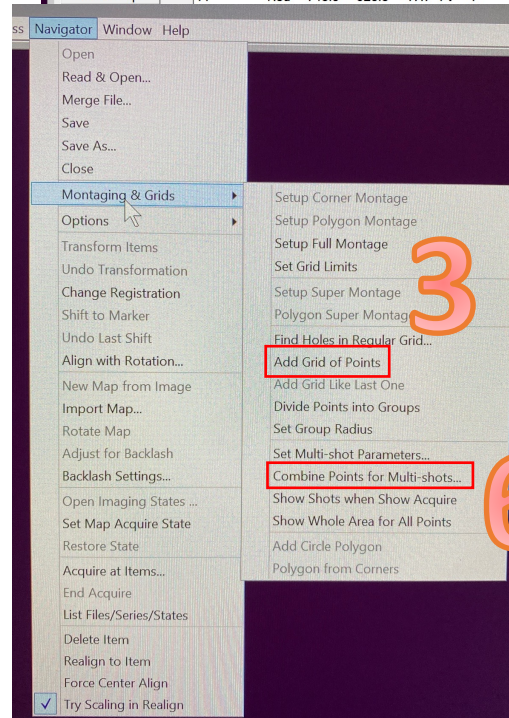 ss Navigator Window Help
Open
Read & Open...
Merge File...
Save
Save As...
Close
Montaging & Grids
Options
Transform Items
Undo Transformation
Change Registration
Shift to Marker
Undo Last Shift
Align with Rotation...
New Map from Image
Import Map...
Rotate Map
Adjust for Backlash
Backlash Settings...
Open Imaging States ...
Set Map Acquire State
Restore State
Acquire at Items...
End Acquire
List Files/Series/States
Delete Item
Realign to Item
Force Center Align
Try Scaling in Realign
Setup Corner Montage
Setup Polygon Montage
Setup Full Montage
Set Grid Limits
Setup Super Montage
Polygon Super Montage
Find Holes in Regular Grid...
Add Grid of Points
Add Grid Like Last One
Divide Points into Groups
Set Group Radius
Set Multi-shot Parameters...
Combine Points for Multi-shots...
Show Shots when Show Acquire
Show Whole Area for All Points
Add Circle Polygon
Polygon from Corners
3
6